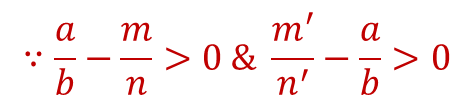 ∵ a/b − m/n > 0 & m′/n′ − a/b > 0